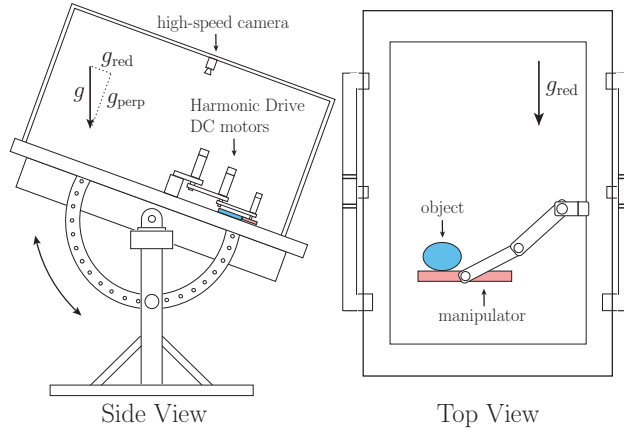 high-speed camera
g_red
g
g_perp
Harmonic Drive
DC motors
Side View
g_red
object
manipulator
Top View